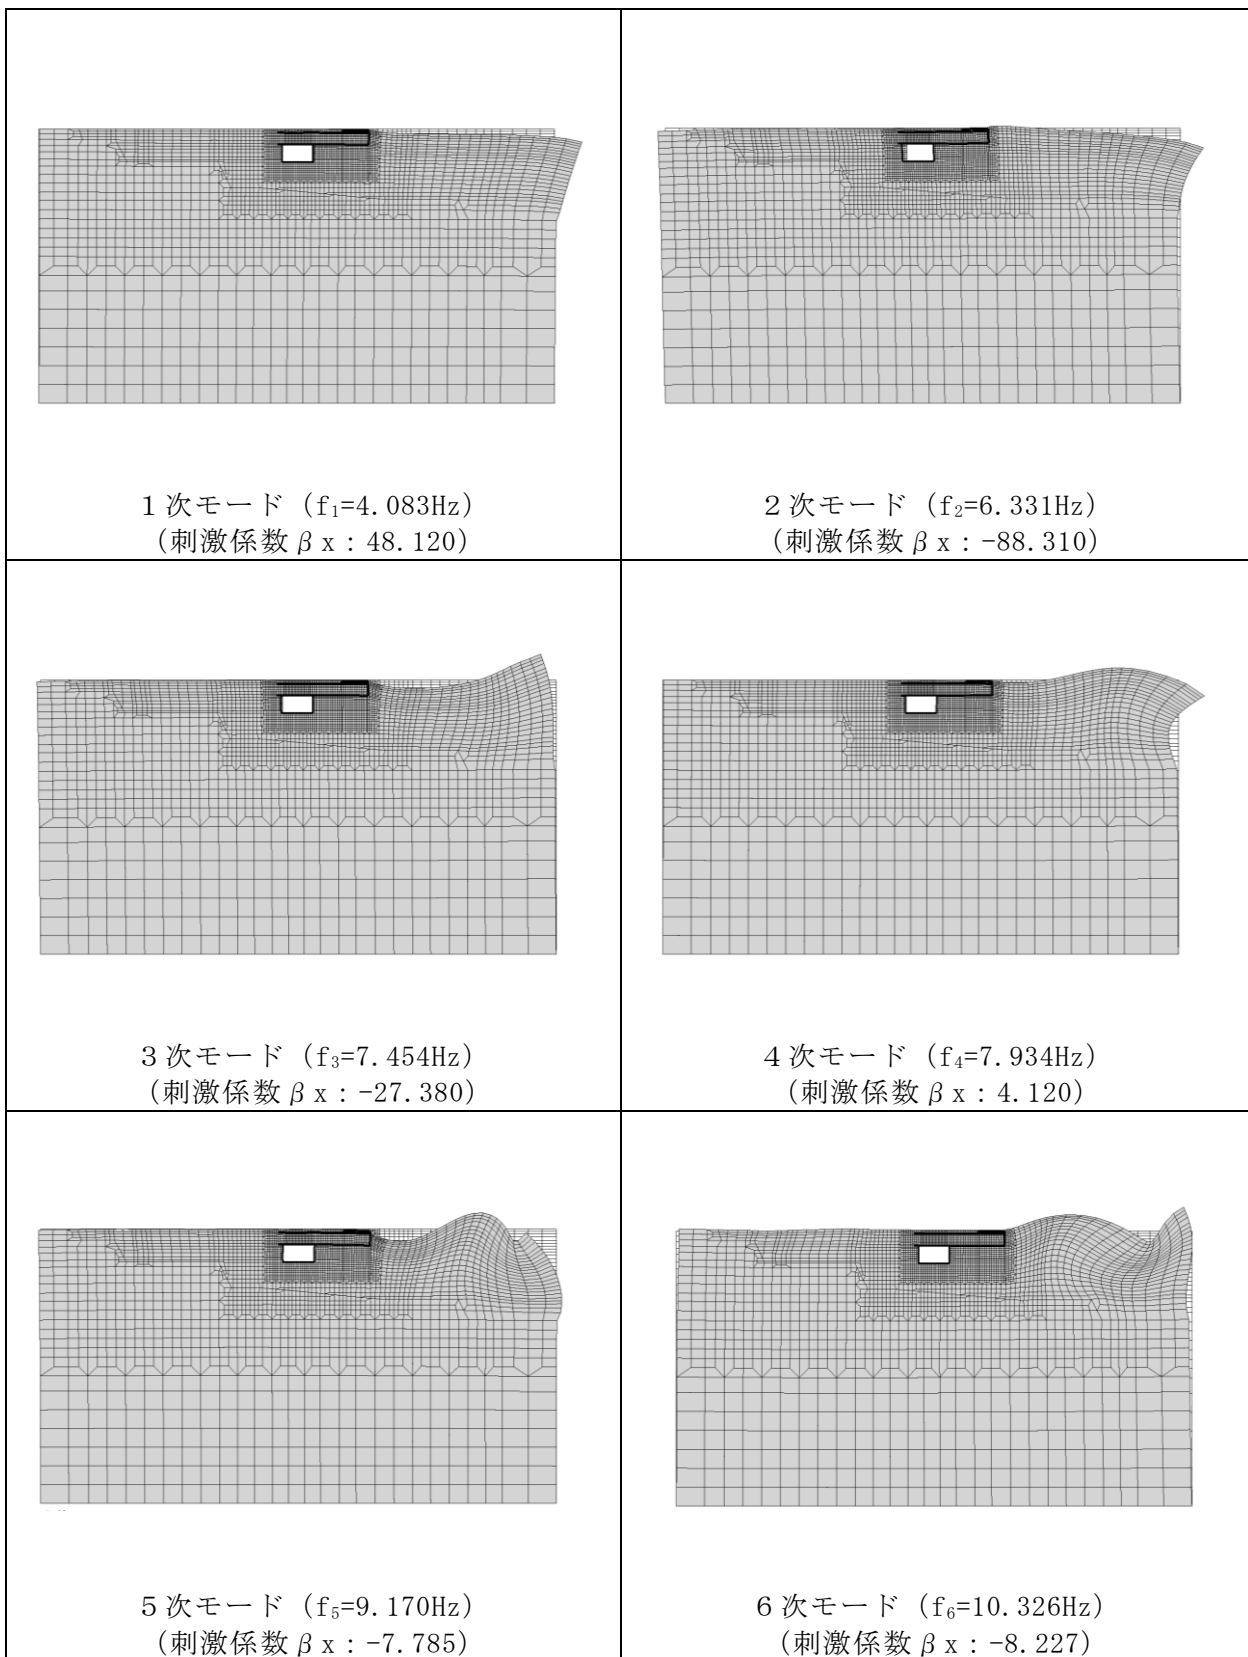 1次モード (f₁=4.083Hz)
(刺激係数βx:48.120)
2次モード (f₂=6.331Hz)
(刺激係数βx:-88.310)
3次モード (f₃=7.454Hz)
(刺激係数βx:-27.380)
4次モード (f₄=7.934Hz)
(刺激係数βx:4.120)
5次モード (f₅=9.170Hz)
(刺激係数βx:-7.785)
6次モード (f₆=10.326Hz)
(刺激係数βx:-8.227)